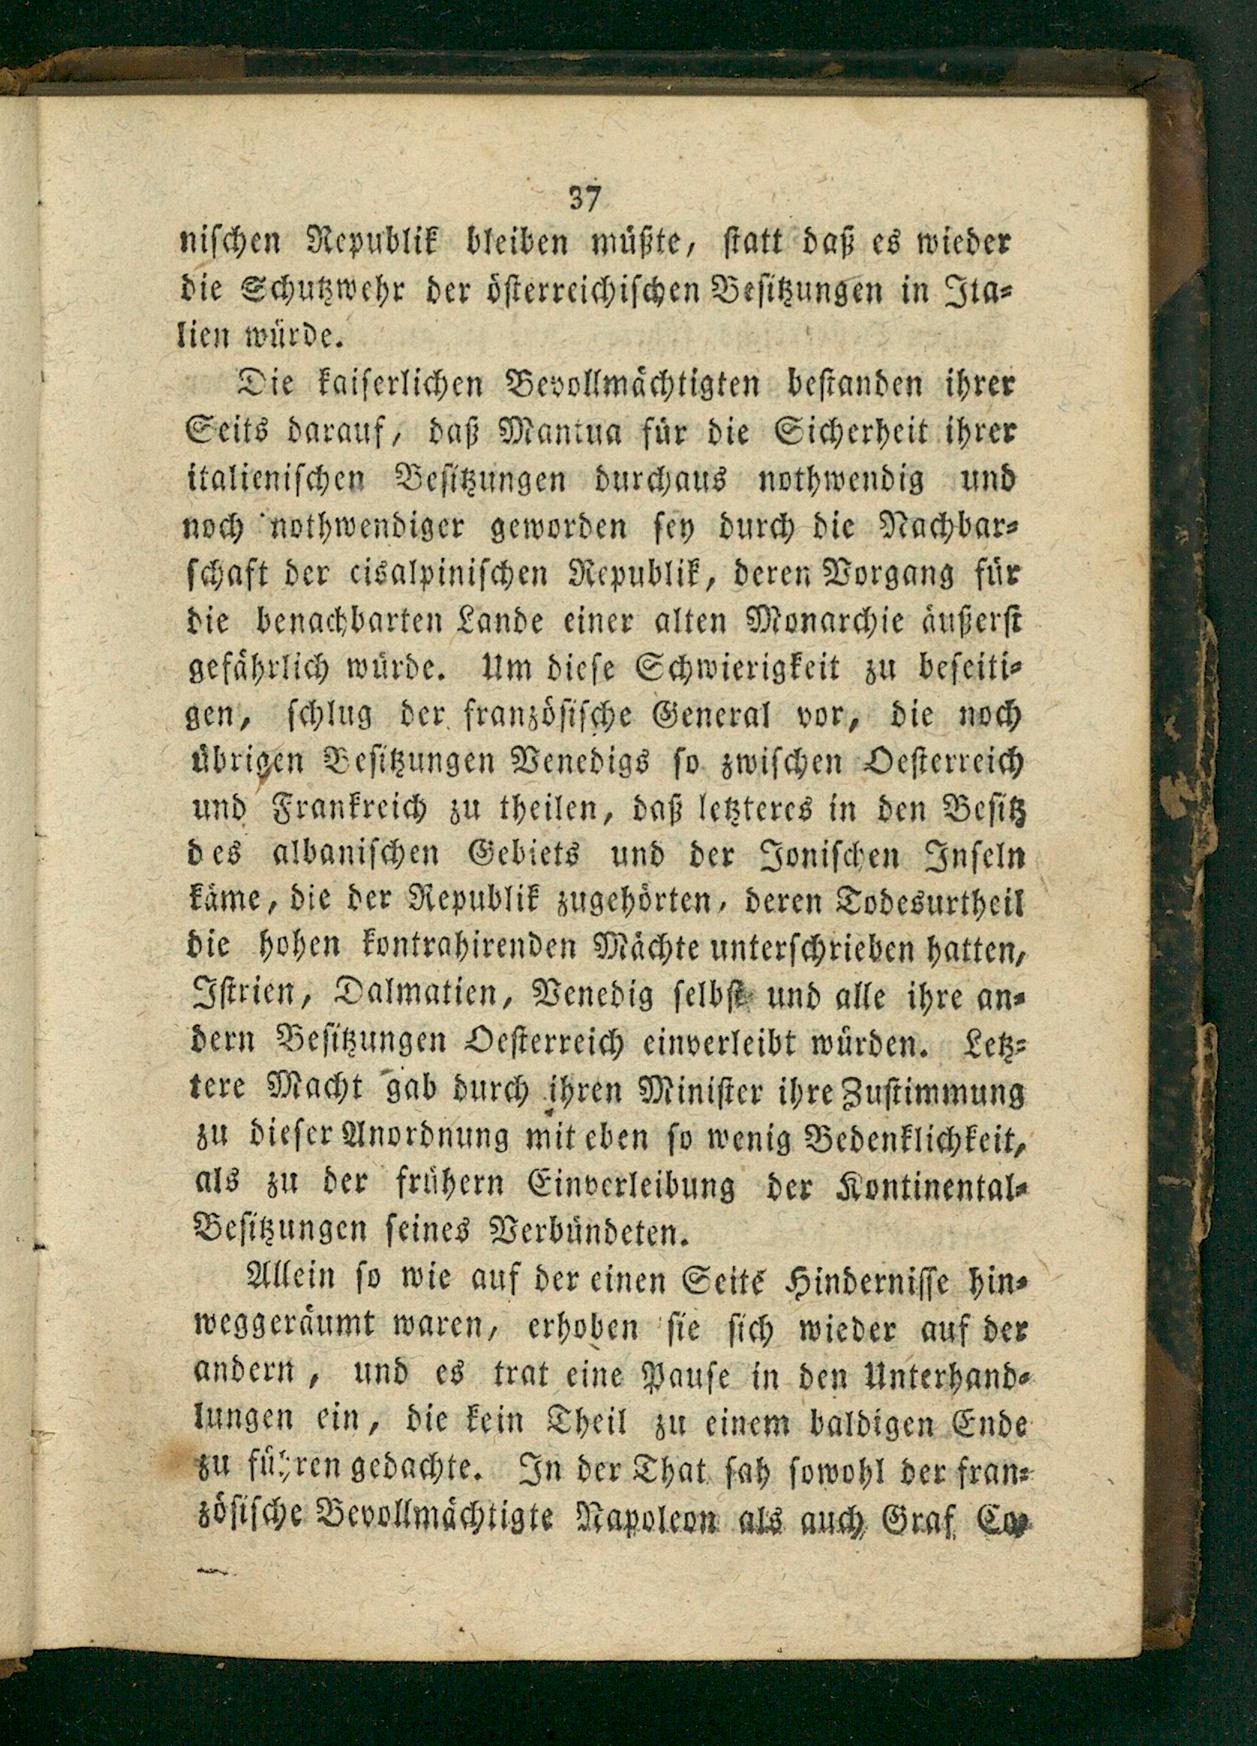 37
nischen Republik bleiben müßte, statt daß es wieder
die Schutzwehr der österreichischen Besitzungen in Ita-
lien würde.
Die kaiserlichen Bevollmächtigten bestanden ihrer
Seits darauf, daß Mantua für die Sicherheit ihrer
italienischen Besitzungen durchaus nothwendig und
noch nothwendiger geworden sey durch die Nachbar-
schaft der cisalpinischen Republik, deren Vorgang für
die benachbarten Lande einer alten Monarchie äußerst
gefährlich würde. Um diese Schwierigkeit zu beseiti-
gen, schlug der französische General vor, die noch
übrigen Besitzungen Venedigs so zwischen Oesterreich
und Frankreich zu theilen, daß letzteres in den Besitz
des albanischen Gebiets und der Jonischen Inseln
käme, die der Republik zugehörten, deren Todesurtheil
die hohen kontrahirenden Mächte unterschrieben hatten,
Istrien, Dalmatien, Venedig selbst und alle ihre an-
dern Besitzungen Oesterreich einverleibt würden. Letz-
tere Macht gab durch ihren Minister ihre Zustimmung
zu dieser Anordnung mit eben so wenig Bedenklichkeit,
als zu der frühern Einverleibung der Kontinental-
Besitzungen seines Verbündeten.
Allein so wie auf der einen Seite Hindernisse hin-
weggeräumt waren, erhoben sie sich wieder auf der
andern, und es trat eine Pause in den Unterhand-
lungen ein, die kein Theil zu einem baldigen Ende
zu führen gedachte. In der That sah sowohl der fran-
zösische Bevollmächtigte Napoleon als auch Graf Co-